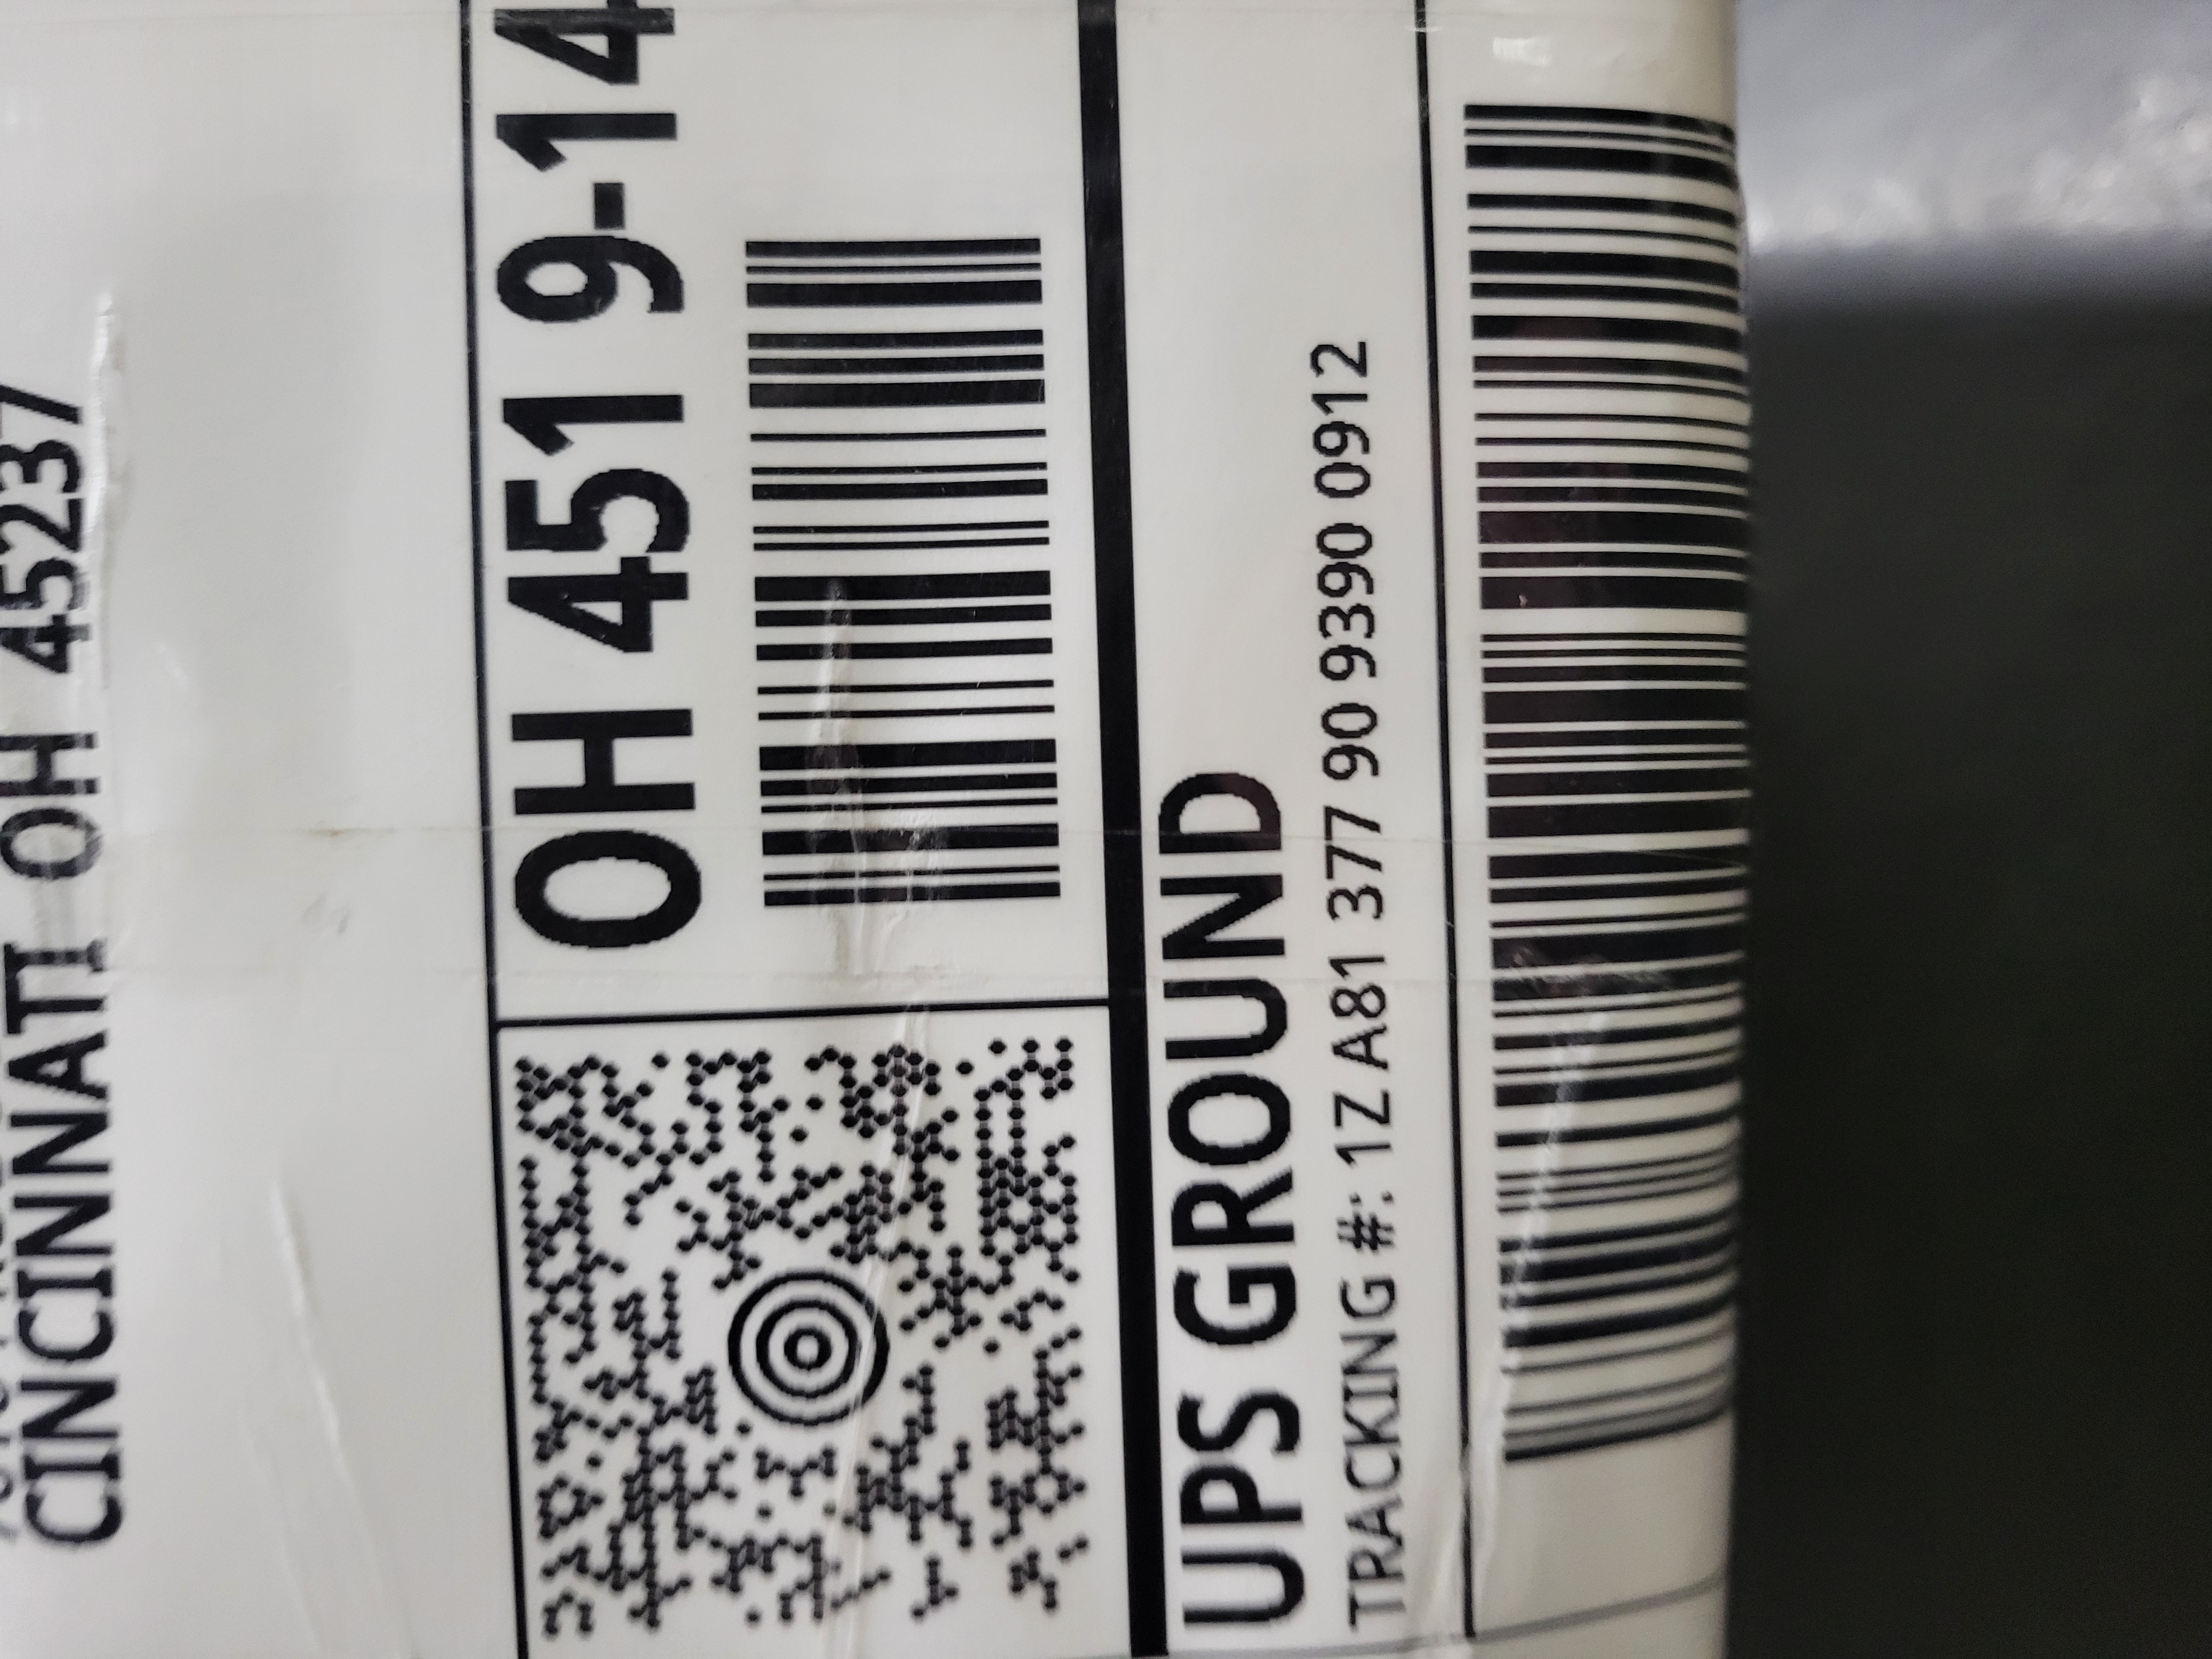 CINCINNATI OH 45237
OH 451 9-14
UPS GROUND
TRACKING #: 1Z A81 377 90 9390 0912